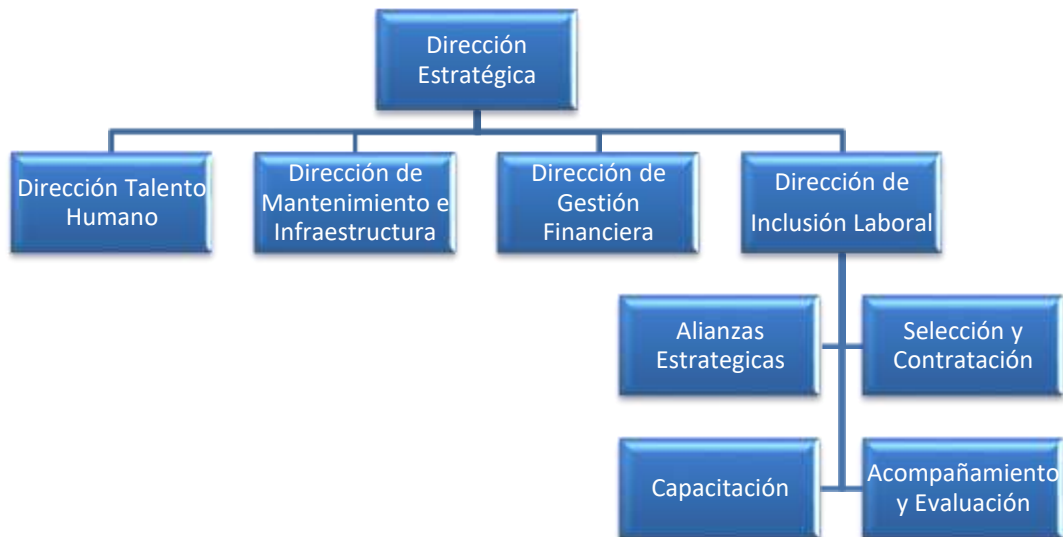 Dirección
Estratégica
Dirección Talento
Humano
Dirección de
Mantenimiento e
Infraestructura
Dirección de
Gestión
Financiera
Dirección de
Inclusión Laboral
Alianzas
Estrategicas
Selección y
Contratación
Capacitación
Acompañamiento
y Evaluación